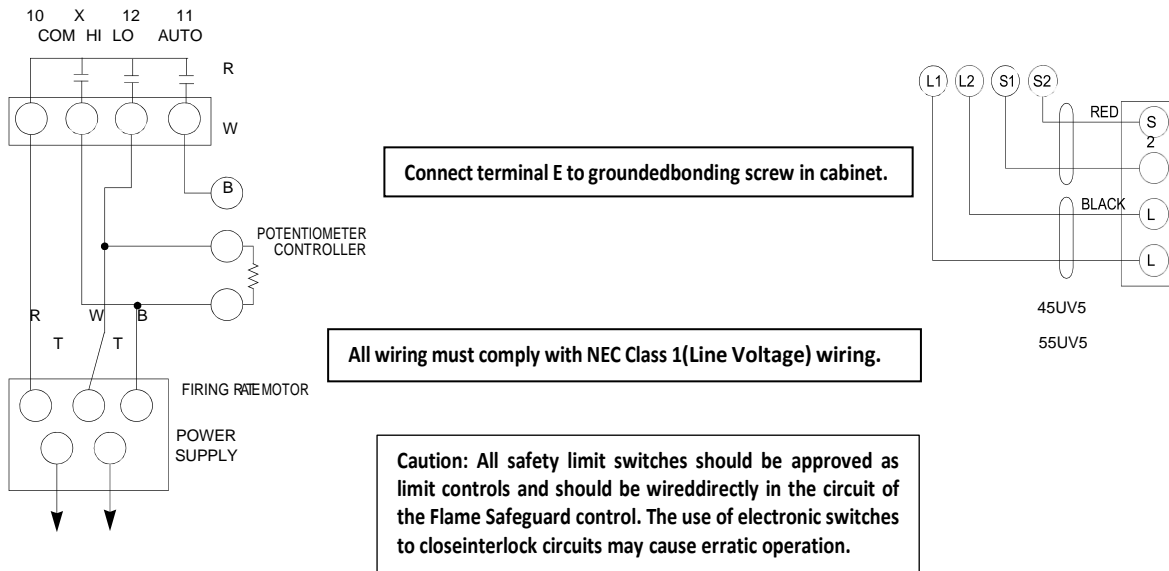 10 X 12 11
COM HI LO AUTO
R
W
B
POTENTIOMETER
CONTROLLER
R W B
T T
FIRING RATE MOTOR
POWER
SUPPLY
Connect terminal E to groundedbonding screw in cabinet.
All wiring must comply with NEC Class 1(Line Voltage) wiring.
Caution: All safety limit switches should be approved as
limit controls and should be wireddirectly in the circuit of
the Flame Safeguard control. The use of electronic switches
to closeinterlock circuits may cause erratic operation.
L1 L2 S1 S2
RED
S
2
BLACK
L
L
45UV5
55UV5